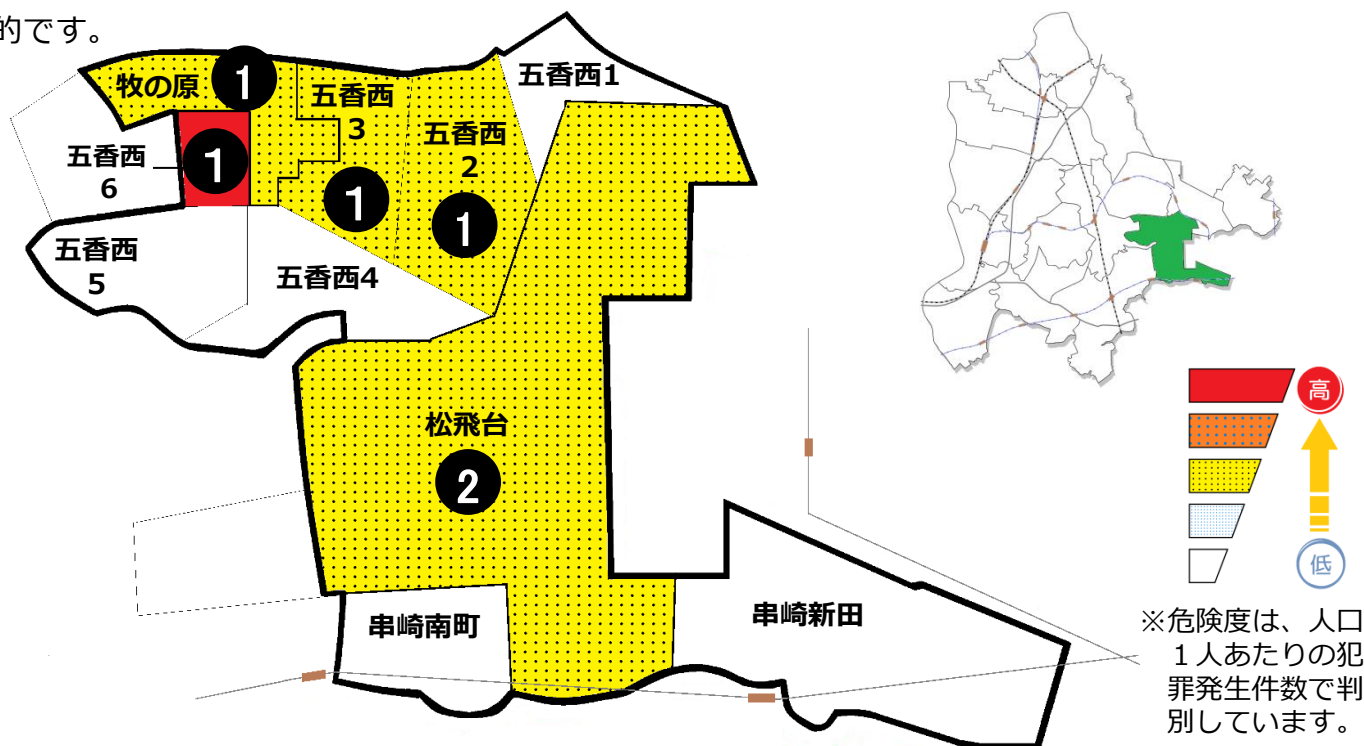 的です。
牧の原
1
五香西
3
1
五香西
2
1
五香西1
五香西
6
1
五香西
5
五香西4
松飛台
2
串崎南町
串崎新田
高
低
※危険度は、人口
１人あたりの犯
罪発生件数で判
別しています。